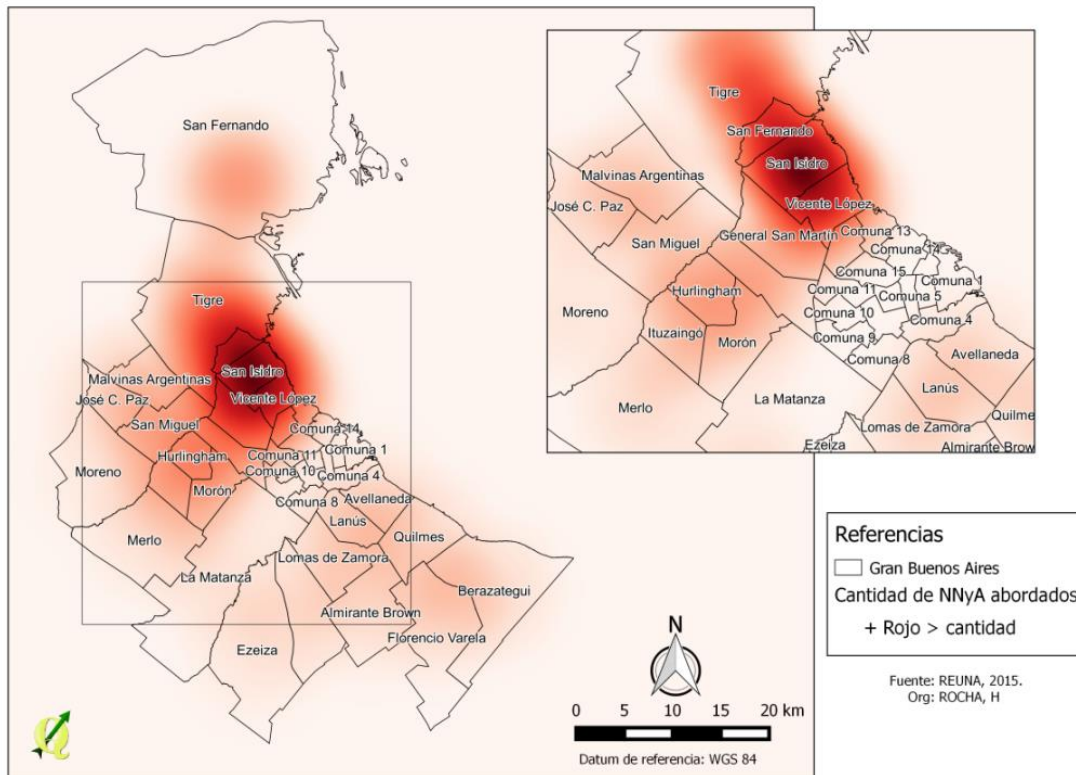 San Fernando
Tigre
San Isidro
Malvinas Argentinas
Vicente López
José C. Paz
San Miguel
Comuna 14
Hurlingham
Comuna 11
Comuna 1
Moreno
Comuna 10
Comuna 4
Morón
Comuna 8
Avellaneda
Lanús
Merlo
Quilmes
Lomas de Zamora
La Matanza
Berazategui
Almirante Brown
Florencio Varela
Ezeiza
Tigre
San Fernando
San Isidro
Malvinas Argentinas
Vicente López
José C. Paz
San Miguel
General San Martín
Comuna 13
Comuna 14
Comuna 15
Comuna 1
Hurlingham
Comuna 11
Comuna 5
Moreno
Comuna 10
Comuna 4
Ituzaingó
Morón
Comuna 9
Comuna 8
Avellaneda
Lanús
La Matanza
Merlo
Quilmes
Lomas de Zamora
Ezeiza
Almirante Brown
Referencias
Gran Buenos Aires
Cantidad de NNyA abordados
+ Rojo > cantidad
Fuente: REUNA, 2015.
Org: ROCHA, H
N
0 5 10 15 20 km
Datum de referencia: WGS 84